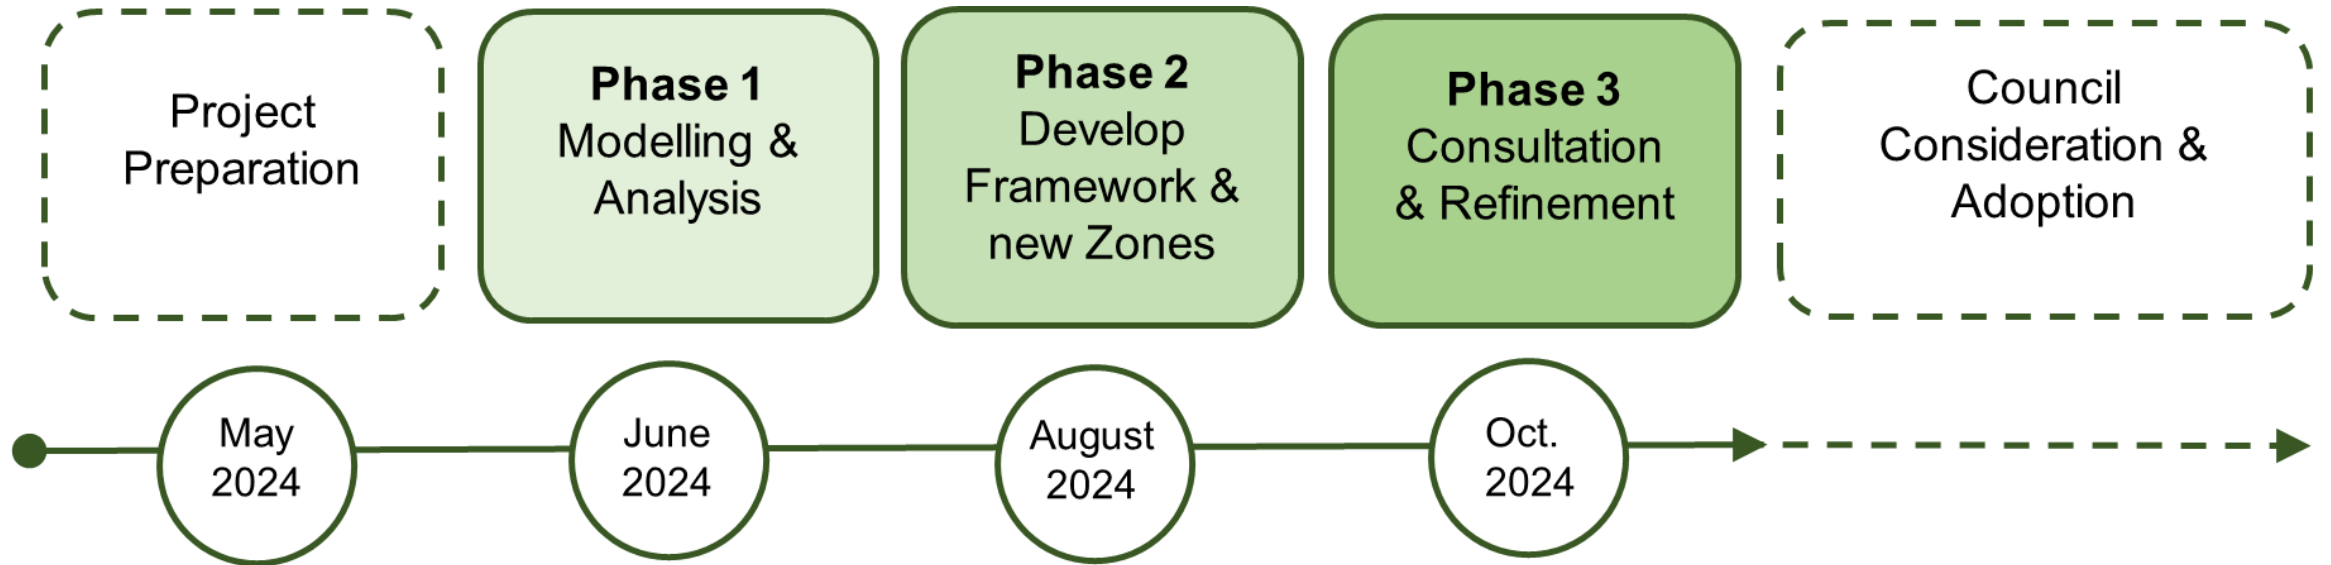 Project
Preparation
Phase 1
Modelling &
Analysis
Phase 2
Develop
Framework &
new Zones
Phase 3
Consultation
& Refinement
Council
Consideration &
Adoption
May
2024
June
2024
August
2024
Oct.
2024